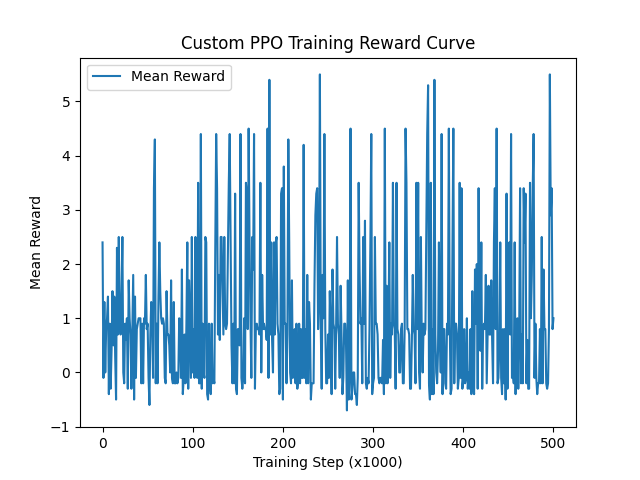 Custom PPO Training Reward Curve
Mean Reward
5
4
3
2
1
0
−1
Mean Reward
0 100 200 300 400 500
Training Step (x1000)